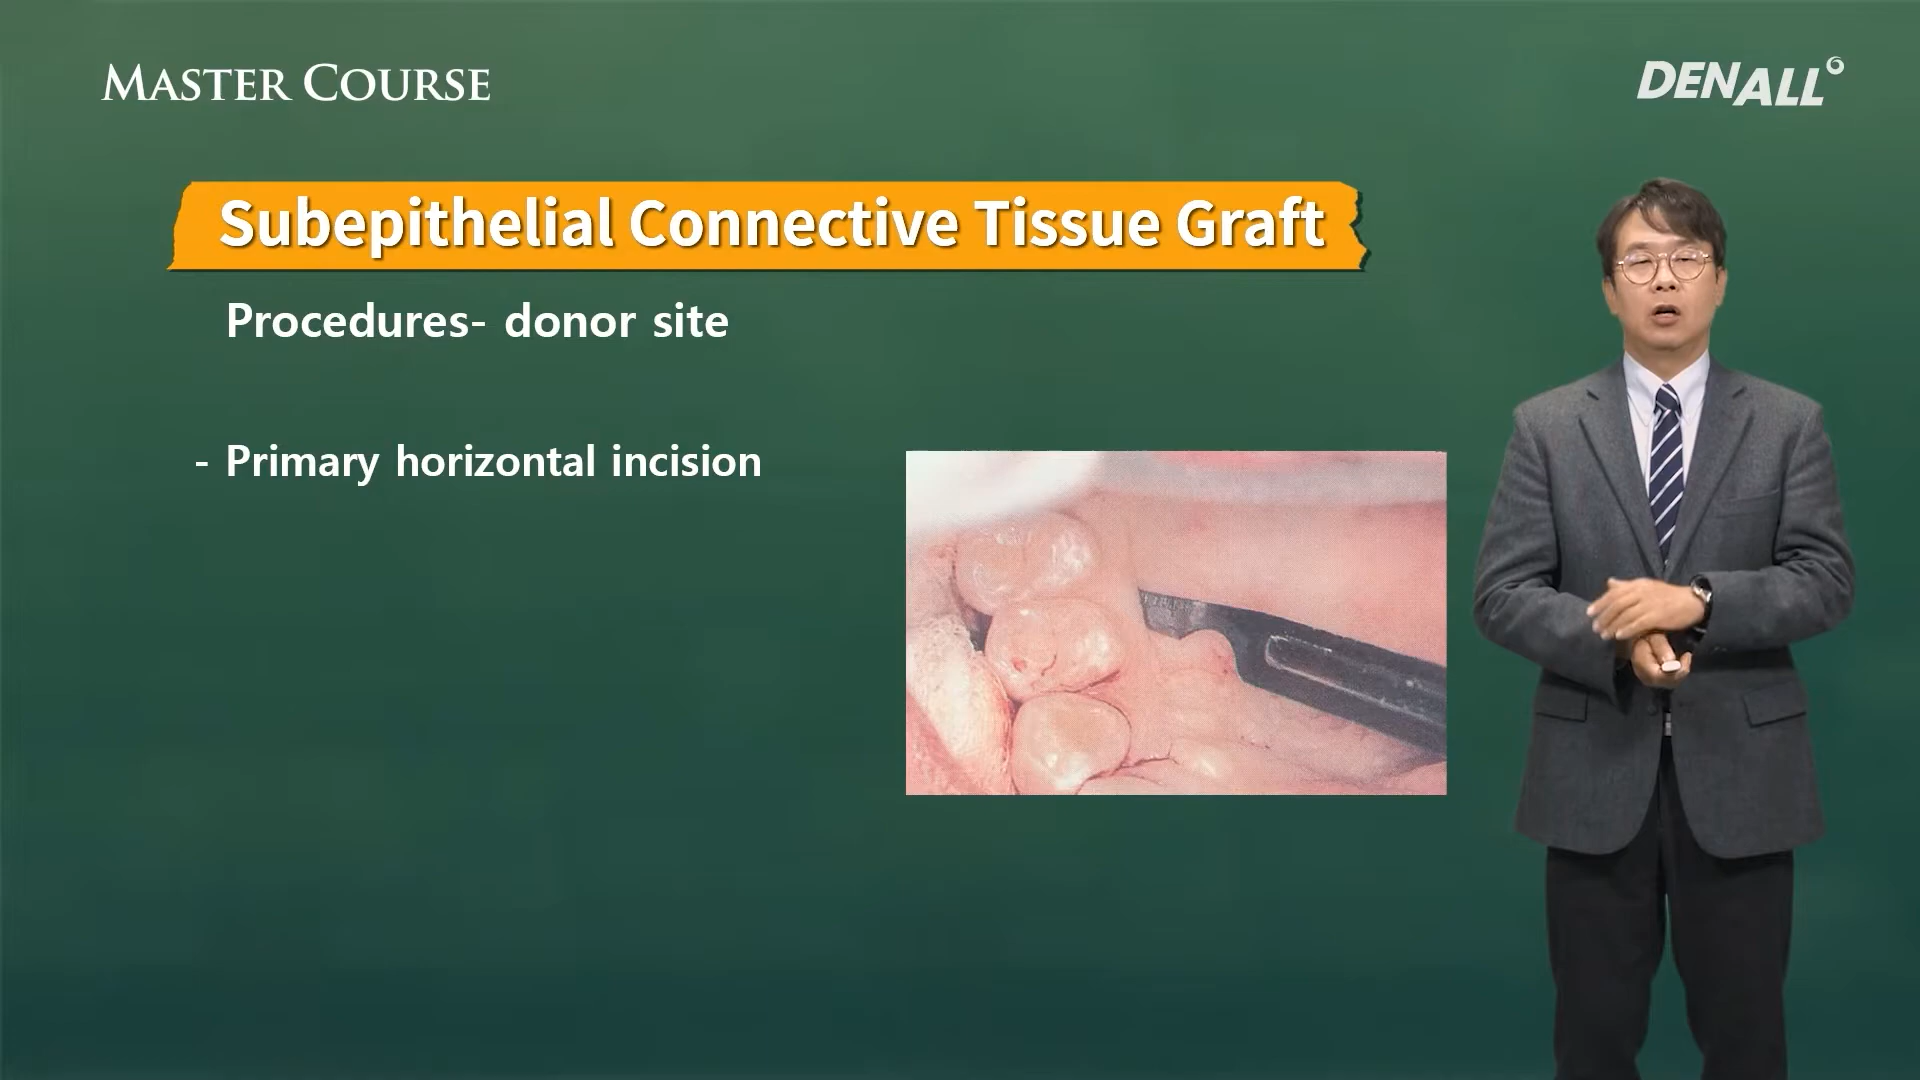 MASTER COURSE
DENALL
Subepithelial Connective Tissue Graft
Procedures- donor site
- Primary horizontal incision